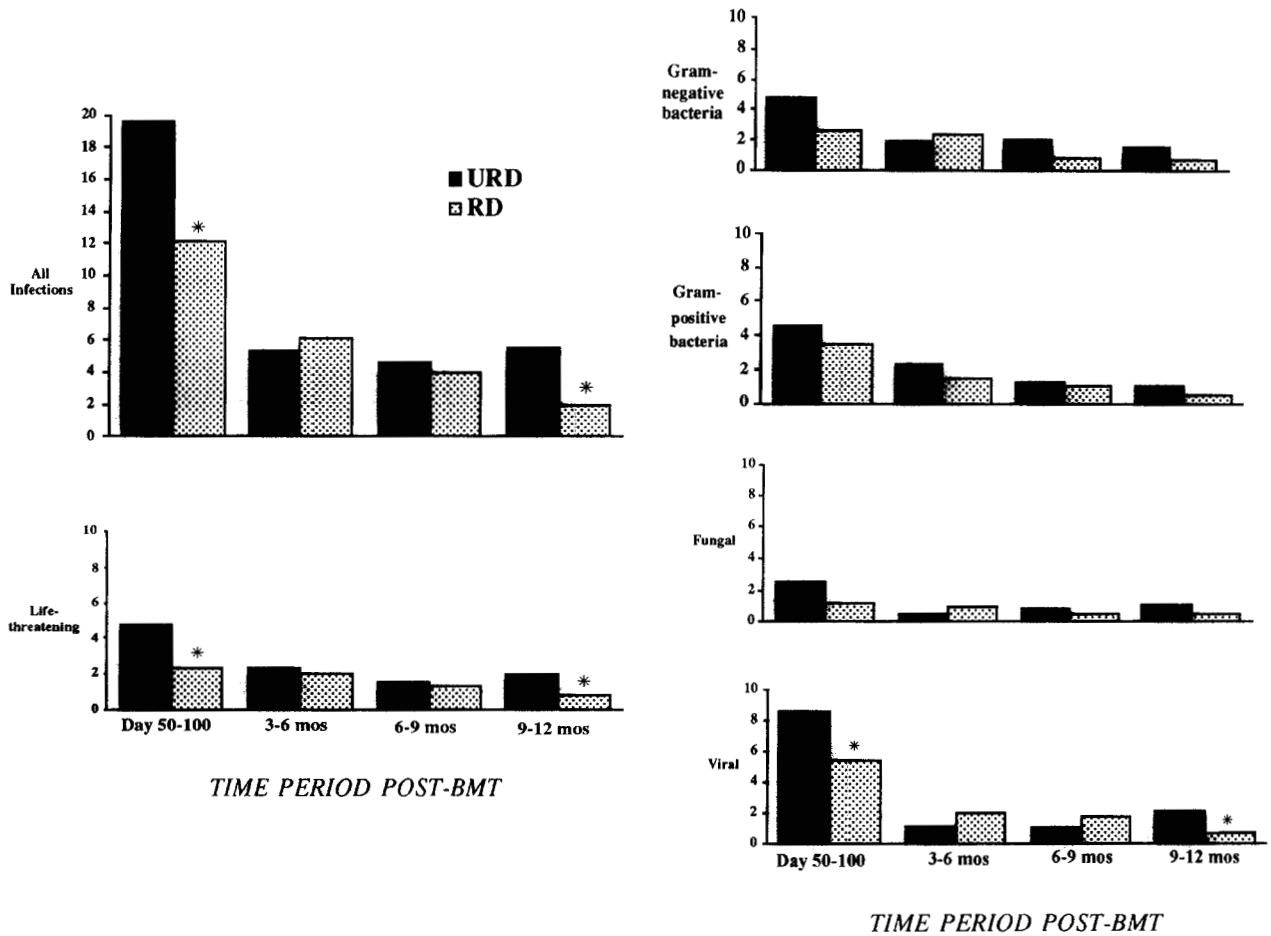 20
18
16
14
12
10
8
6
4
2
0
All
Infections
URD
RD
*
*
10
8
6
4
2
0
Life-
threatening
*
*
Day 50-100 3-6 mos 6-9 mos 9-12 mos
TIME PERIOD POST-BMT
10
8
6
4
2
0
Gram-
negative
bacteria
10
8
6
4
2
0
Gram-
positive
bacteria
10
8
6
4
2
0
Fungal
10
8
6
4
2
0
Viral
*
*
Day 50-100 3-6 mos 6-9 mos 9-12 mos
TIME PERIOD POST-BMT